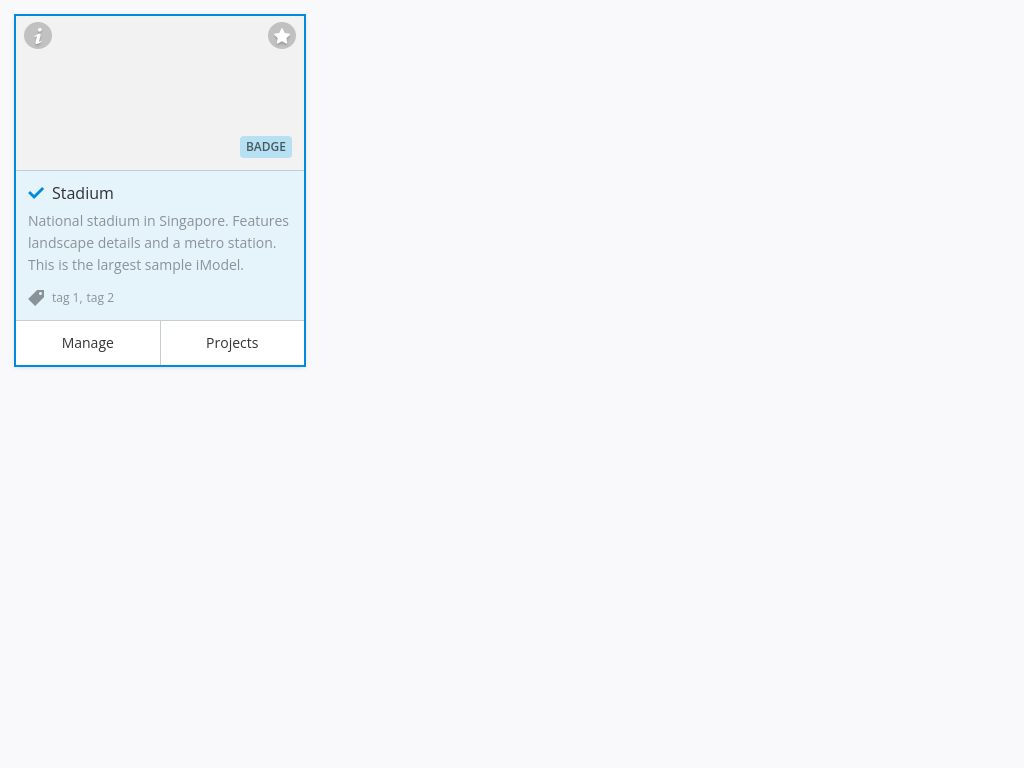 BADGE
Stadium
National stadium in Singapore. Features
landscape details and a metro station.
This is the largest sample iModel.
tag 1, tag 2
Manage
Projects